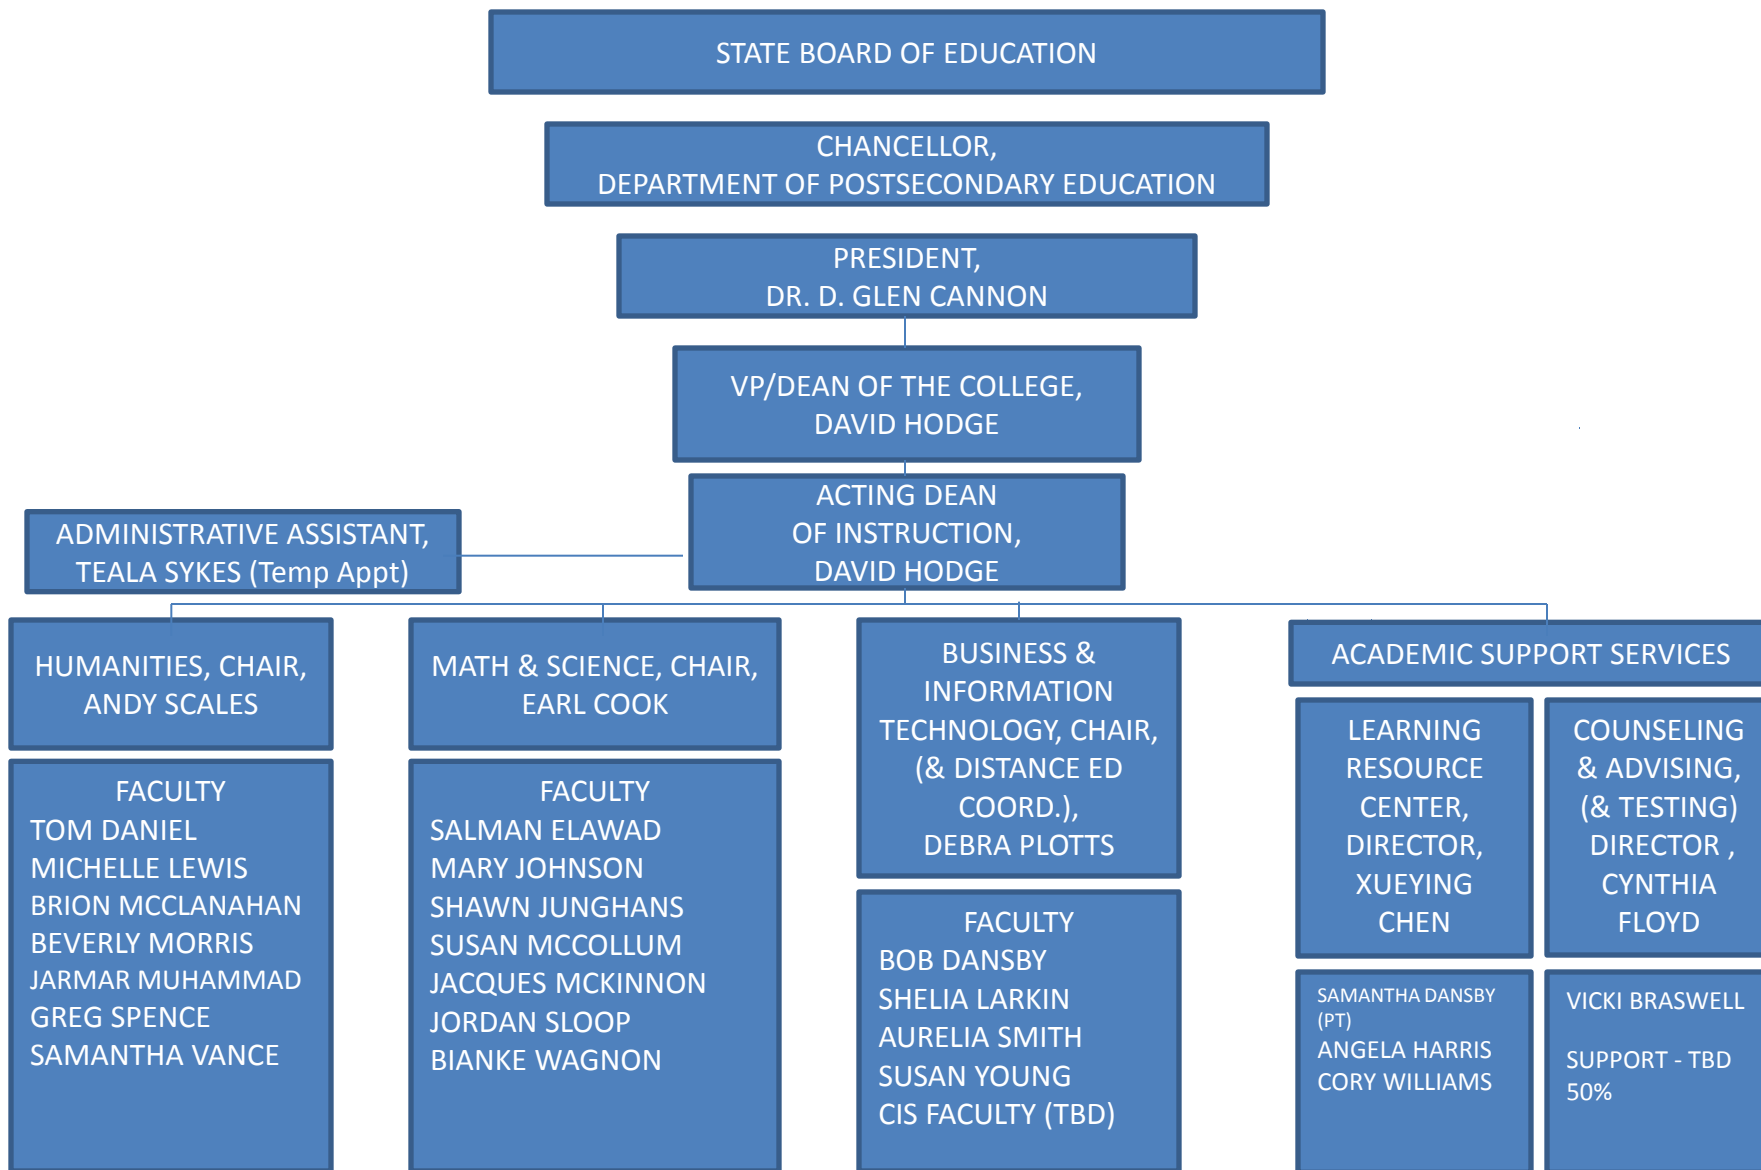 STATE BOARD OF EDUCATION
CHANCELLOR,
DEPARTMENT OF POSTSECONDARY EDUCATION
PRESIDENT,
DR. D. GLEN CANNON
VP/DEAN OF THE COLLEGE,
DAVID HODGE
ACTING DEAN
OF INSTRUCTION,
DAVID HODGE
ADMINISTRATIVE ASSISTANT,
TEALA SYKES (Temp Appt)
HUMANITIES, CHAIR,
ANDY SCALES
FACULTY
TOM DANIEL
MICHELLE LEWIS
BRION MCCLANAHAN
BEVERLY MORRIS
JARMAR MUHAMMAD
GREG SPENCE
SAMANTHA VANCE
MATH & SCIENCE, CHAIR,
EARL COOK
FACULTY
SALMAN ELAWAD
MARY JOHNSON
SHAWN JUNGHANS
SUSAN MCCOLLUM
JACQUES MCKINNON
JORDAN SLOOP
BIANKE WAGNON
BUSINESS &
INFORMATION
TECHNOLOGY, CHAIR,
(& DISTANCE ED
COORD.),
DEBRA PLOTTS
FACULTY
BOB DANSBY
SHELIA LARKIN
AURELIA SMITH
SUSAN YOUNG
CIS FACULTY (TBD)
ACADEMIC SUPPORT SERVICES
LEARNING
RESOURCE
CENTER,
DIRECTOR,
XUEYING
CHEN
SAMANTHA DANSBY
(PT)
ANGELA HARRIS
CORY WILLIAMS
COUNSELING
& ADVISING,
(& TESTING)
DIRECTOR ,
CYNTHIA
FLOYD
VICKI BRASWELL
SUPPORT - TBD
50%